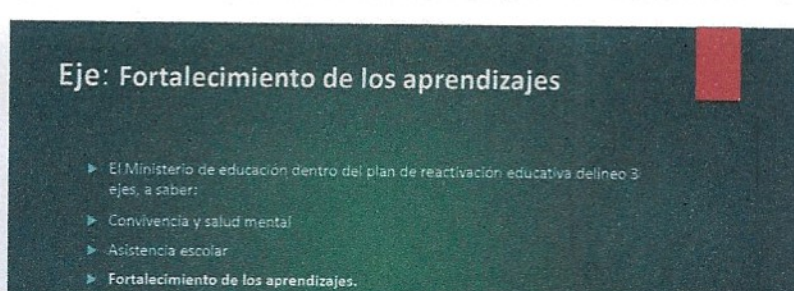 Eje: Fortalecimiento de los aprendizajes
El Ministerio de educación dentro del plan de reactivación educativa delineo 3
ejes, a saber:
Convivencia y salud mental
Asistencia escolar
Fortalecimiento de los aprendizajes.